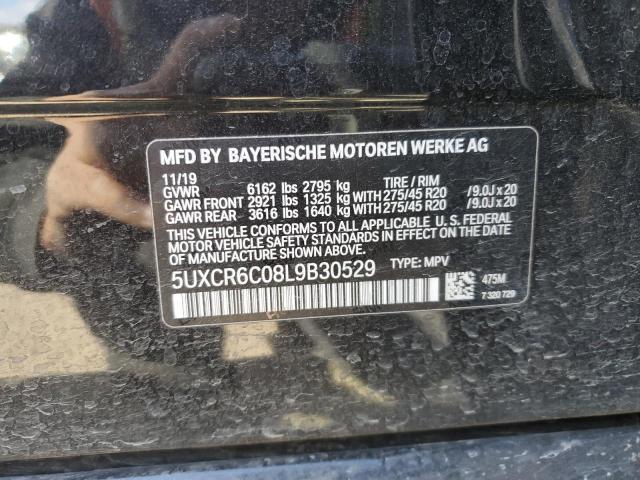 MFD BY BAYERISCHE MOTOREN WERKE AG
11/19 TIRE / RIM
GVWR 6162 lbs 2795 kg
GAWR FRONT 2921 lbs 1325 kg WITH 275/45 R20 /9.0J x 20
GAWR REAR 3616 lbs 1640 kg WITH 275/45 R20 /9.0J x 20
THIS VEHICLE CONFORMS TO ALL APPLICABLE U. S. FEDERAL
MOTOR VEHICLE SAFETY STANDARDS IN EFFECT ON THE DATE
OF MANUFACTURE SHOWN ABOVE.
5UXCR6C08L9B30529 TYPE: MPV
475M
7 320 729